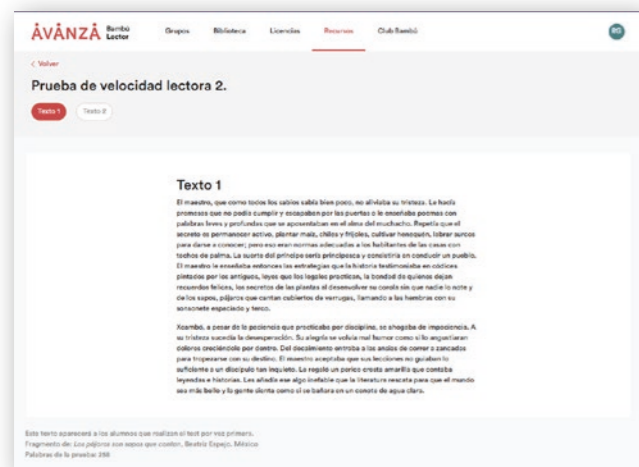 AVANZA Bambú Lector
Grupos Biblioteca Licencias Recursos Club Bambú BG
< Volver
Prueba de velocidad lectora 2.
Texto 1 Texto 2
Texto 1
El maestro, que como todos los sabios sabía bien poco, no aliviaba su tristeza. Le hacía
promesas que no podía cumplir y escapaban por las puertas o le enseñaba poemas con
palabras leves y profundas que se aposentaban en el alma del muchacho. Repetía que el
secreto es permanecer activo, plantar maíz, chiles y frijoles, cultivar henequén, labrar surcos
para darse a conocer; pero esas eran normas adecuadas a los habitantes de las casas con
techos de palma. La suerte del príncipe sería principesca y consistiría en conducir un pueblo.
El maestro le enseñaba entonces las estrategias que la historia testimoniaba en códices
pintados por los antiguos, leyes que los legales practican, la bondad de quienes dejan
recuerdos felices, los secretos de las plantas al desenvolver su corola sin que nadie lo note y
de los sapos, pájaros que cantan cubiertos de verrugas, llamando a las hembras con su
sonsonete espaciado y terco.
Xcambó, a pesar de la paciencia que practicaba por disciplina, se ahogaba de impaciencia. A
su tristeza sucedía la desesperación. Su alegría se volvía mal humor como si lo angustiaran
dolores creciéndole por dentro. Del decaimiento entraba a las ansias de correr a zancadas
para tropezarse con su destino. El maestro aceptaba que sus lecciones no guiaban lo
suficiente a un discípulo tan inquieto. Le regaló un perico cresta amarilla que contaba
leyendas e historias. Les añadía ese algo inefable que la literatura rescata para que el mundo
sea más bello y la gente sienta como si se bañara en un cenote de agua clara.
Este texto aparecerá a los alumnos que realizan el test por vez primera.
Fragmento de: Los pájaros son sapos que cantan, Beatriz Espejo, México
Palabras de la prueba: 258